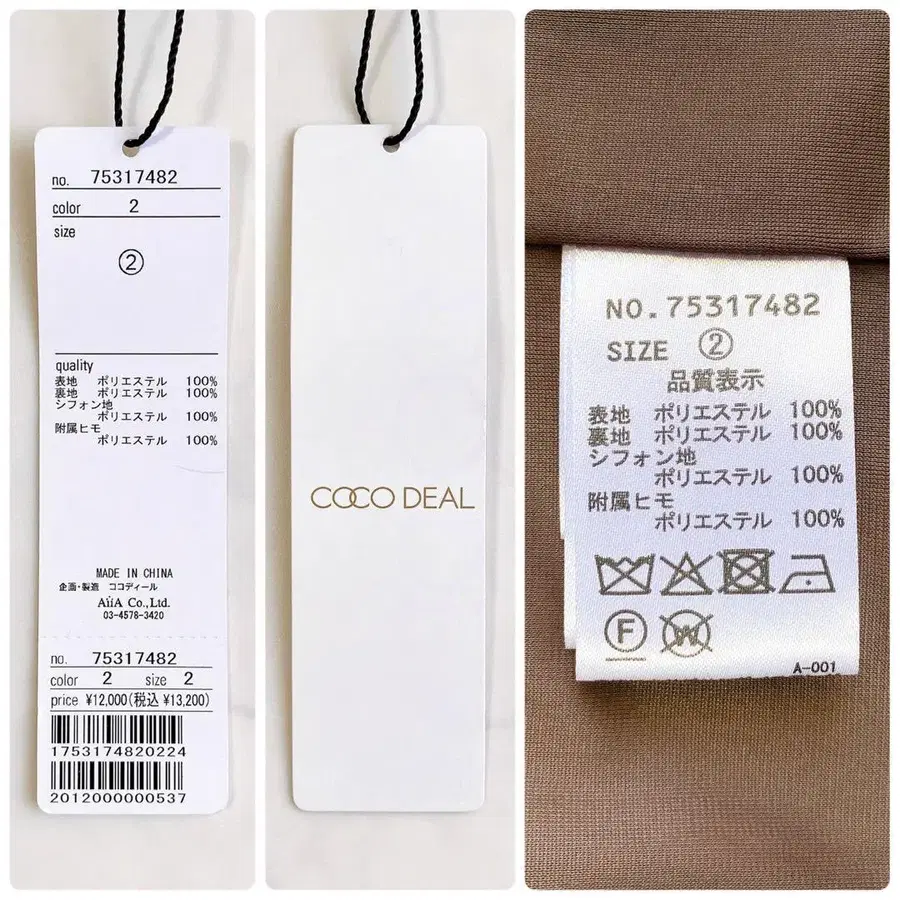 no. 75317482
color 2
size
②
quality
表地 ポリエステル 100%
裏地 ポリエステル 100%
シフォン地
ポリエステル 100%
附属ヒモ
ポリエステル 100%
MADE IN CHINA
企画・製造 ココディール
AiiA Co.,Ltd.
03-4578-3420
no. 75317482
color 2 size 2
price ¥12,000(税込 ¥13,200)
1753174820224
2012000000537
COCO DEAL
NO.75317482
SIZE ②
品質表示
表地 ポリエステル 100%
裏地 ポリエステル 100%
シフォン地
ポリエステル 100%
附属ヒモ
ポリエステル 100%
F W
A-001